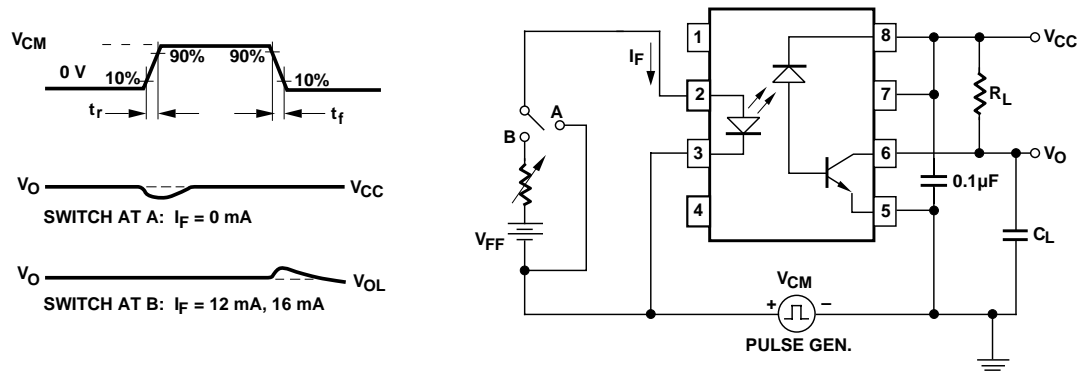 V_CM
0 V
10%
90%
90%
10%
t_r
t_f
V_O
V_CC
SWITCH AT A: I_F = 0 mA
V_O
V_OL
SWITCH AT B: I_F = 12 mA, 16 mA
I_F
A
B
V_FF
1
2
3
4
8
7
6
5
V_CC
R_L
V_O
0.1µF
C_L
V_CM
+
–
PULSE GEN.